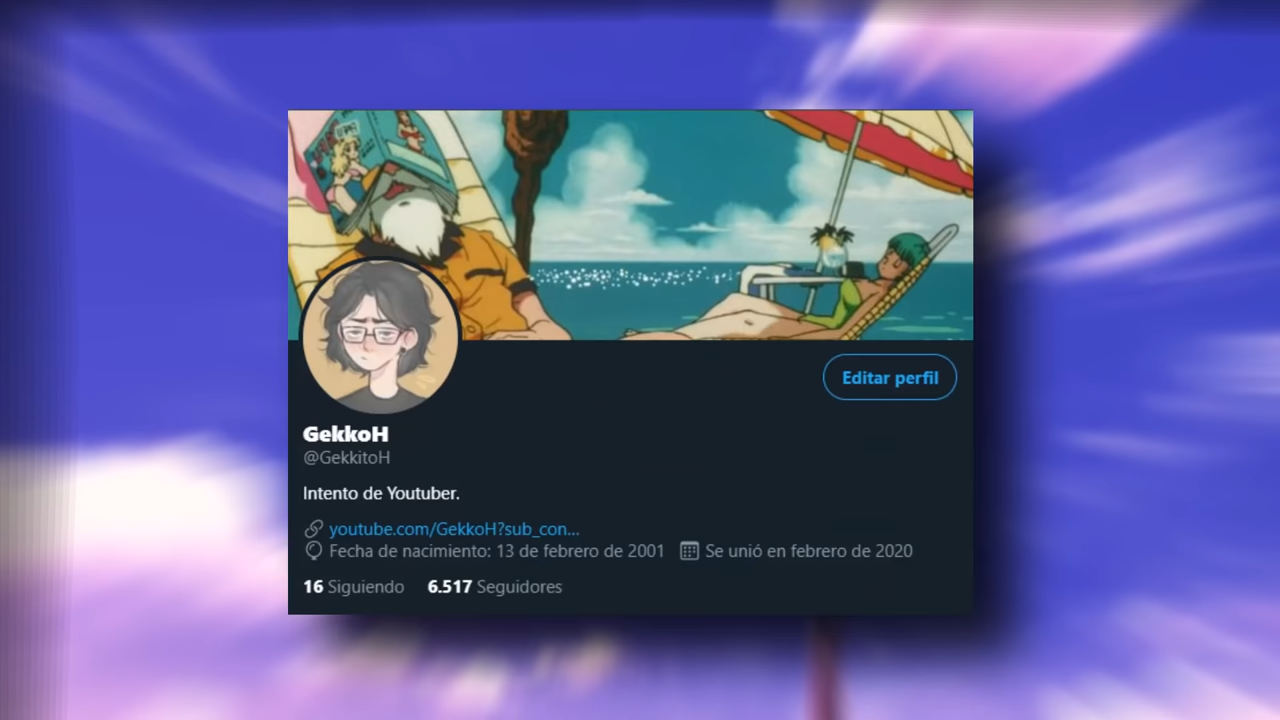 Editar perfil
GekkoH
@GekkitoH
Intento de Youtuber.
youtube.com/GekkoH?sub_con...
Fecha de nacimiento: 13 de febrero de 2001 Se unió en febrero de 2020
16 Siguiendo 6.517 Seguidores